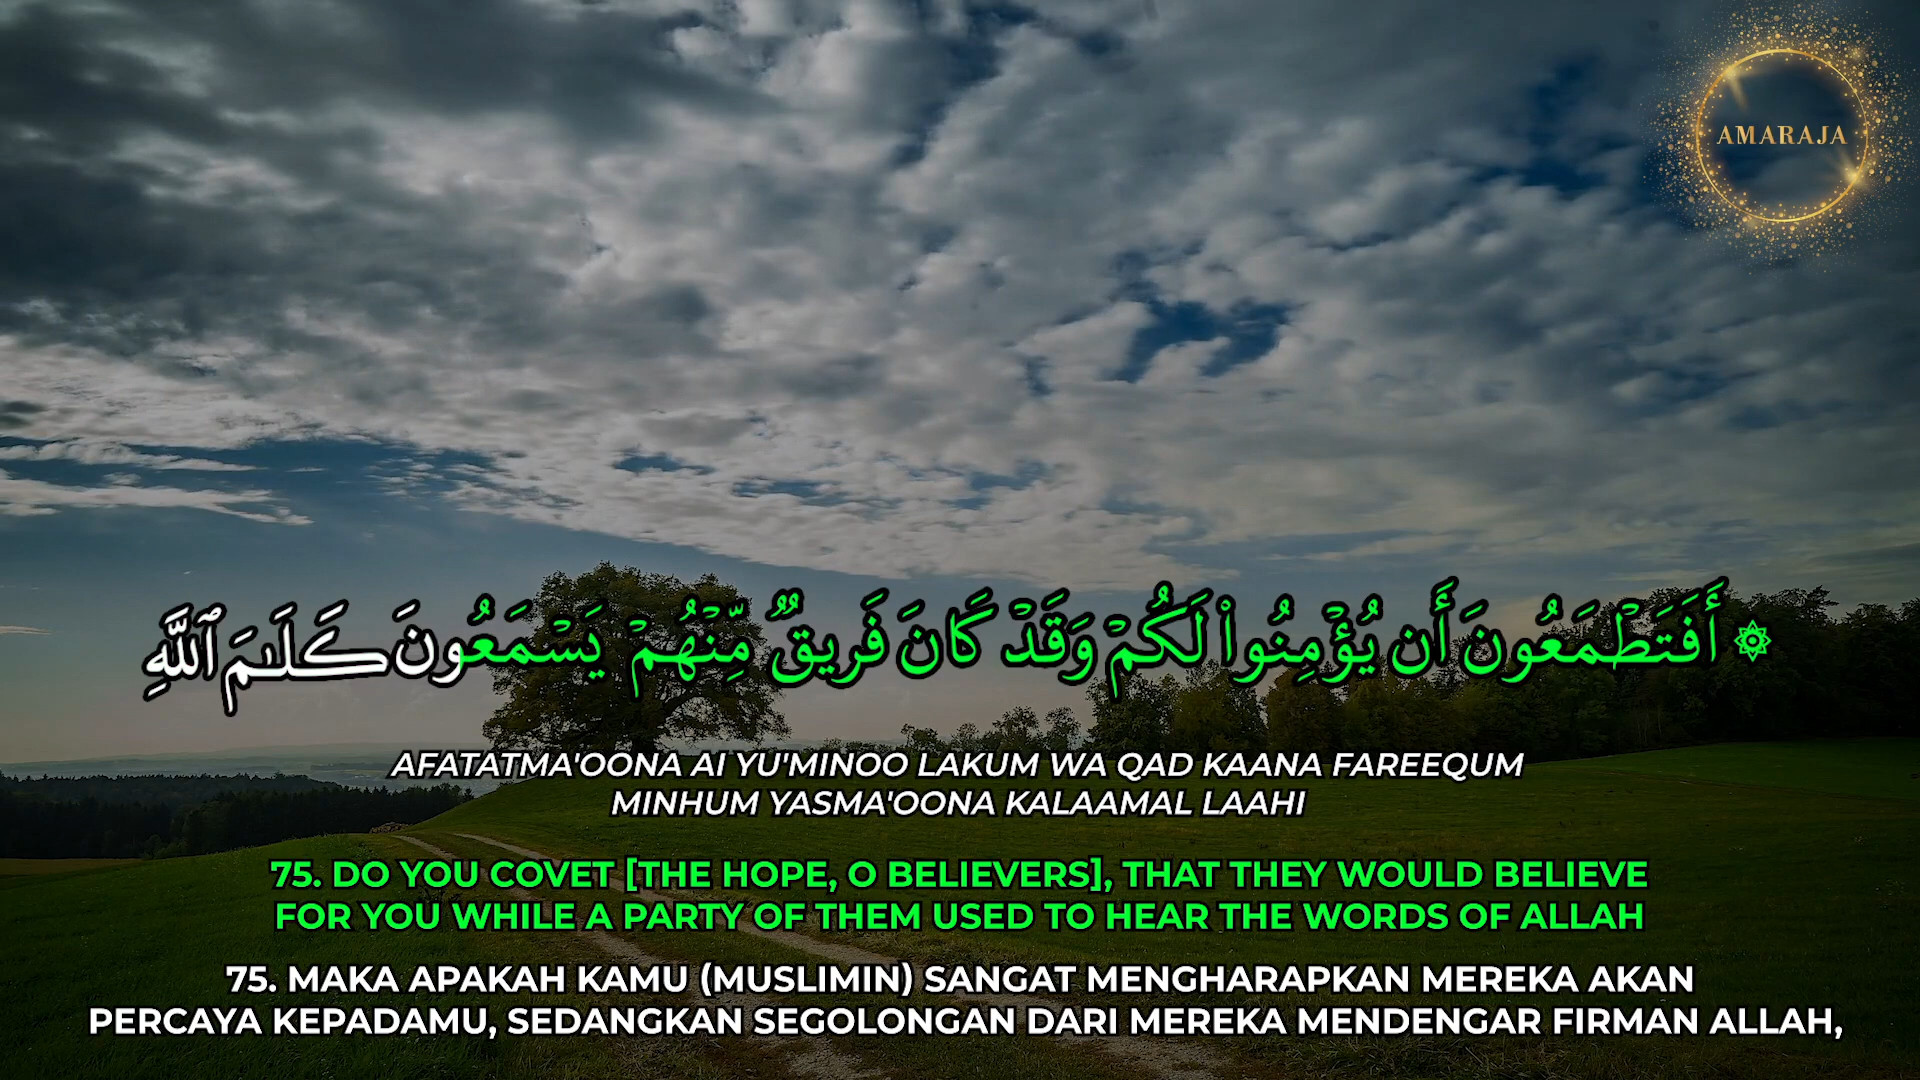 AMARAJA
۞ أَفَتَطْمَعُونَ أَن يُؤْمِنُوا۟ لَكُمْ وَقَدْ كَانَ فَرِيقٌ مِّنْهُمْ يَسْمَعُونَ كَلَـٰمَ ٱللَّهِ
AFATATMA'OONA AI YU'MINOO LAKUM WA QAD KAANA FAREEQUM
MINHUM YASMA'OONA KALAAMAL LAAHI
75. DO YOU COVET [THE HOPE, O BELIEVERS], THAT THEY WOULD BELIEVE
FOR YOU WHILE A PARTY OF THEM USED TO HEAR THE WORDS OF ALLAH
75. MAKA APAKAH KAMU (MUSLIMIN) SANGAT MENGHARAPKAN MEREKA AKAN
PERCAYA KEPADAMU, SEDANGKAN SEGOLONGAN DARI MEREKA MENDENGAR FIRMAN ALLAH,